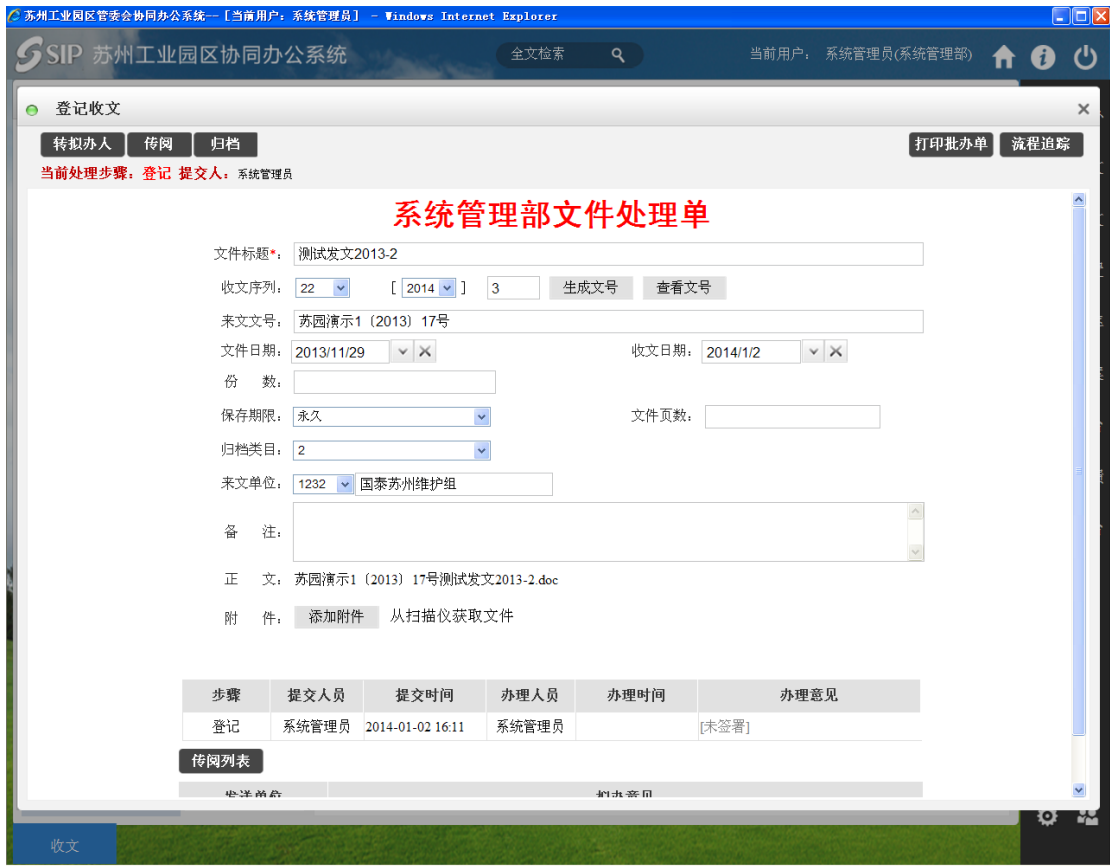 苏州工业园区管委会协同办公系统--[当前用户：系统管理员] - Windows Internet Explorer
SIP 苏州工业园区协同办公系统 全文检索 当前用户： 系统管理员(系统管理部)
登记收文
转拟办人 传阅 归档 打印批办单 流程追踪
当前处理步骤：登记 提交人：系统管理员
系统管理部文件处理单
文件标题*： 测试发文2013-2
收文序列： 22 [ 2014 ] 3 生成文号 查看文号
来文文号： 苏园演示1〔2013〕17号
文件日期： 2013/11/29 收文日期： 2014/1/2
份 数：
保存期限： 永久 文件页数：
归档类目： 2
来文单位： 1232 国泰苏州维护组
备 注：
正 文： 苏园演示1〔2013〕17号测试发文2013-2.doc
附 件： 添加附件 从扫描仪获取文件
步骤 提交人员 提交时间 办理人员 办理时间 办理意见
登记 系统管理员 2014-01-02 16:11 系统管理员 [未签署]
传阅列表
发送单位 拟办意见
收文